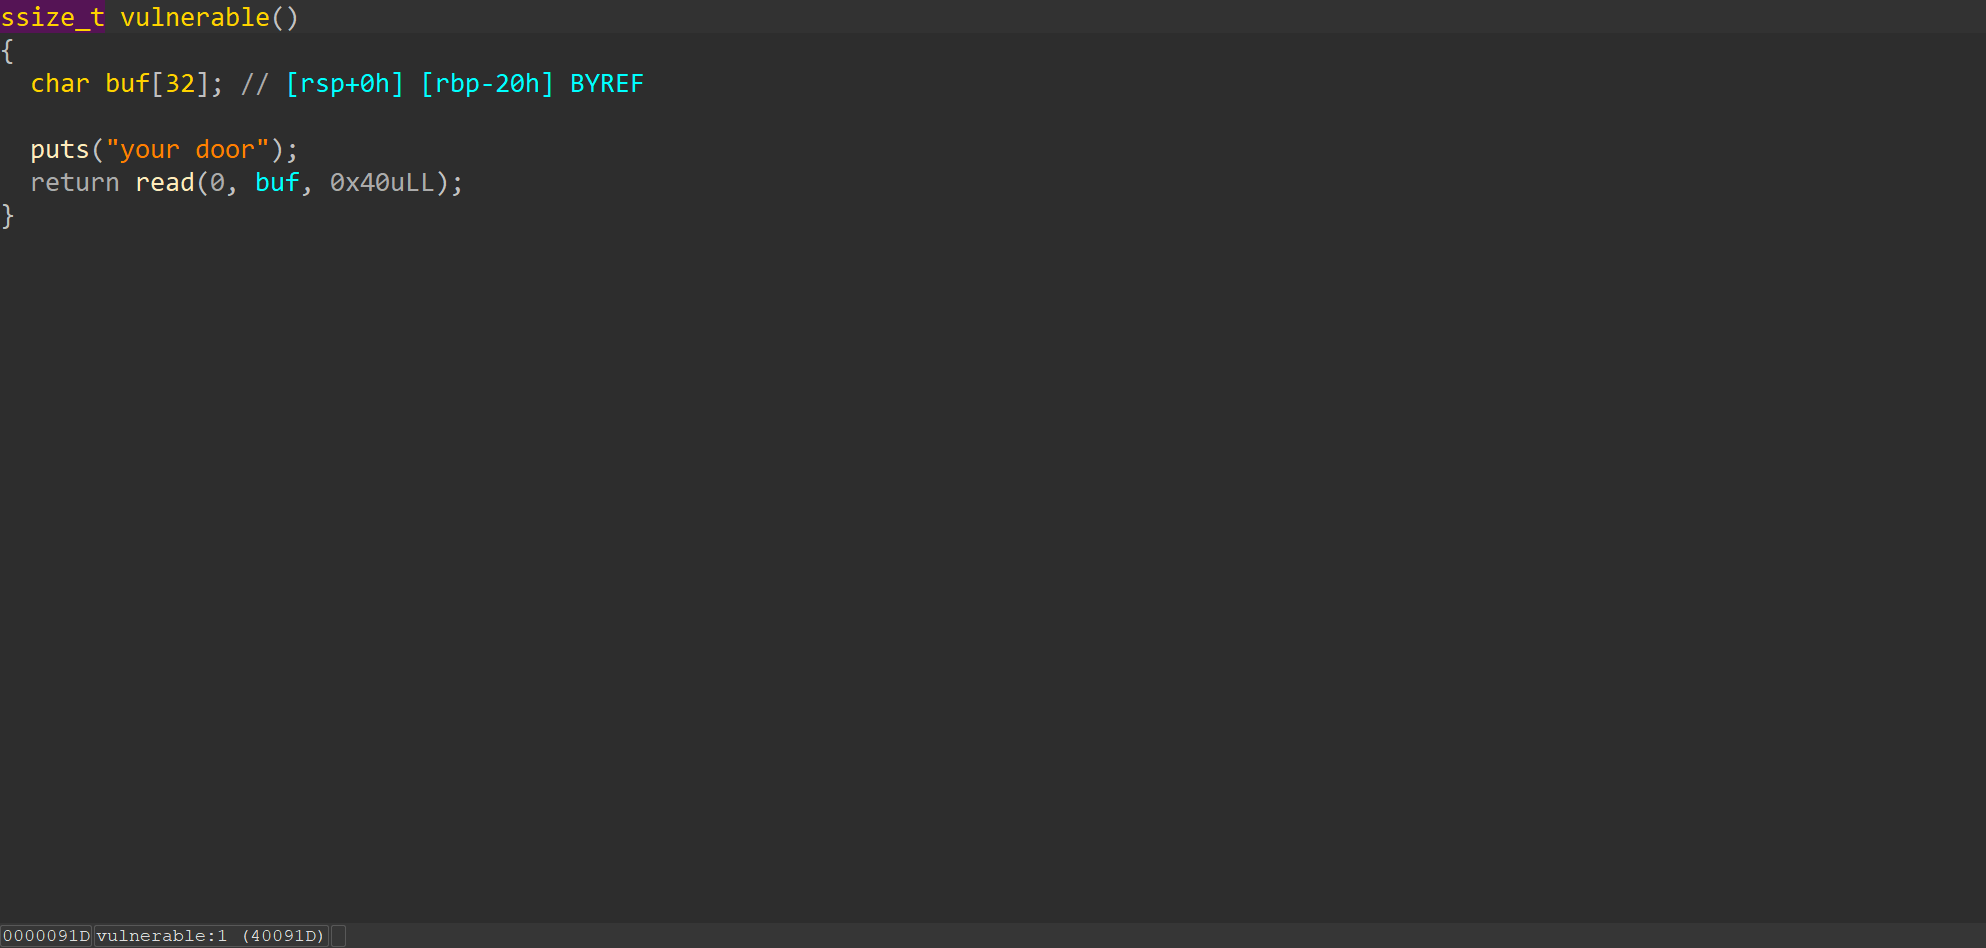 ssize_t vulnerable()
{
  char buf[32]; // [rsp+0h] [rbp-20h] BYREF
  puts("your door");
  return read(0, buf, 0x40uLL);
}
0000091D vulnerable:1 (40091D)